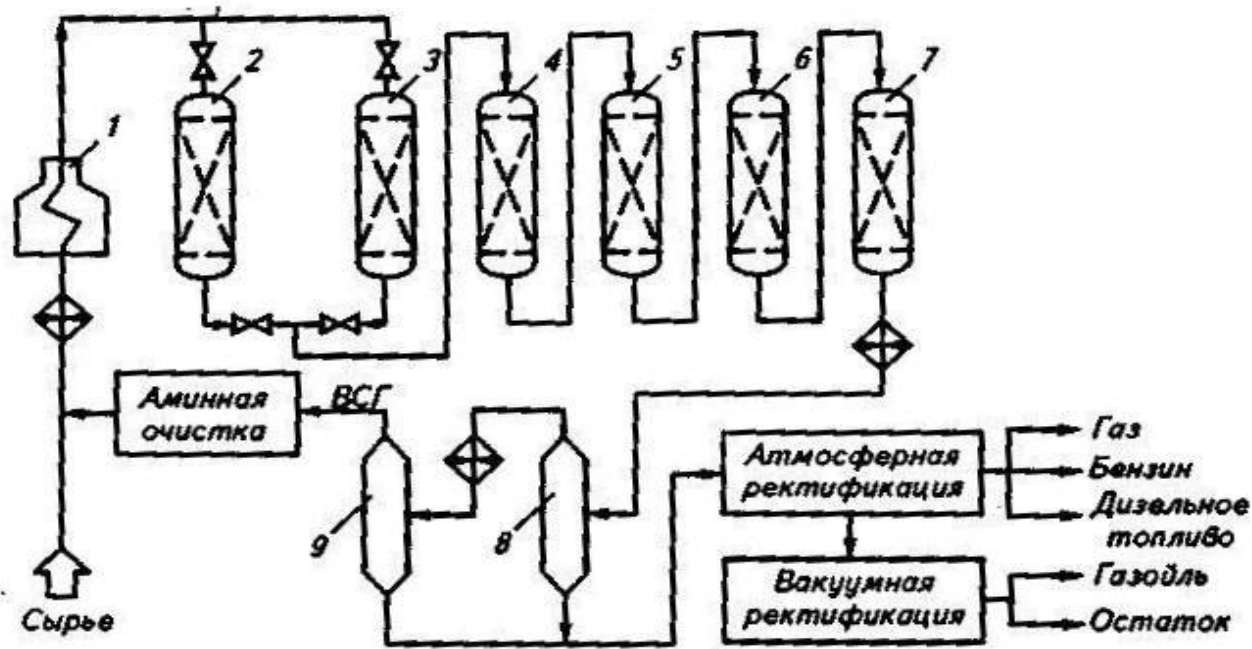 1
2
3
4
5
6
7
Аминная
очистка
ВСГ
9
8
Атмосферная
ректификация
Газ
Бензин
Дизельное
топливо
Вакуумная
ректификация
Газойль
Остаток
Сырье